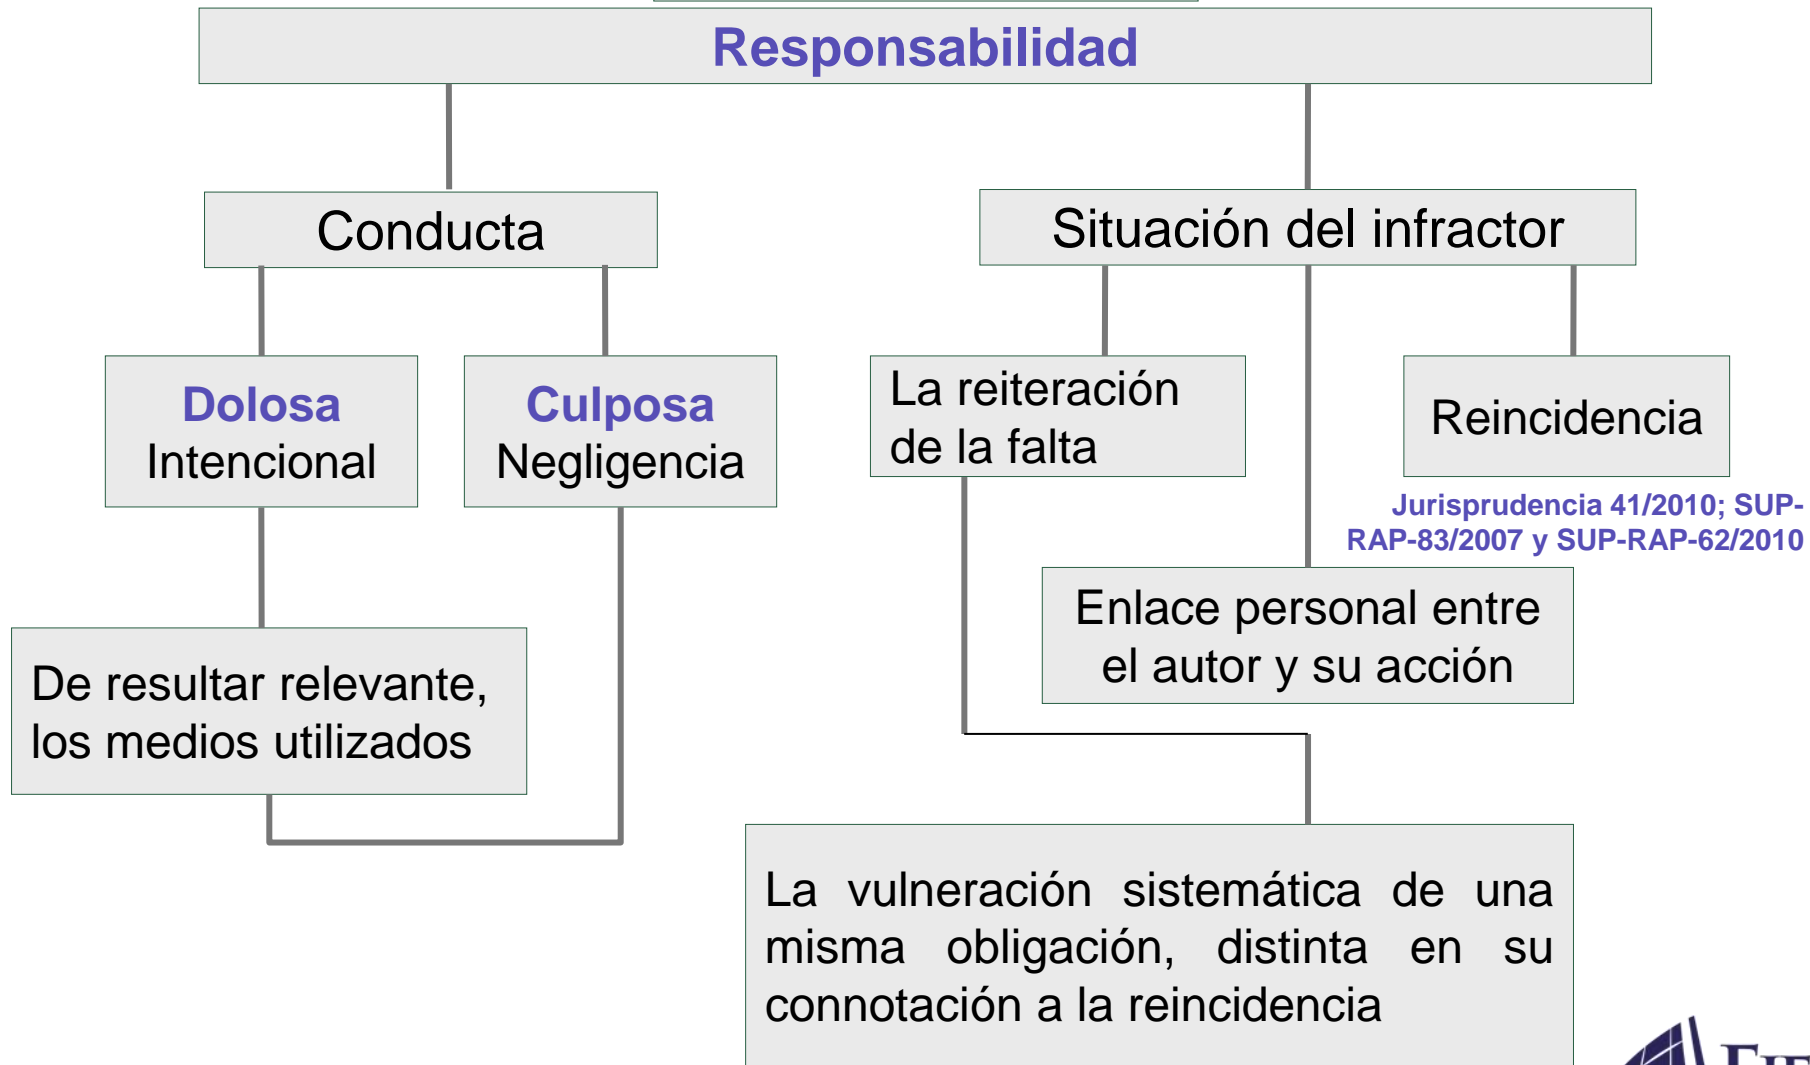 Responsabilidad
Conducta
Situación del infractor
Dolosa
Intencional
Culposa
Negligencia
La reiteración
de la falta
Reincidencia
Jurisprudencia 41/2010; SUP-
RAP-83/2007 y SUP-RAP-62/2010
Enlace personal entre
el autor y su acción
De resultar relevante,
los medios utilizados
La vulneración sistemática de una
misma obligación, distinta en su
connotación a la reincidencia